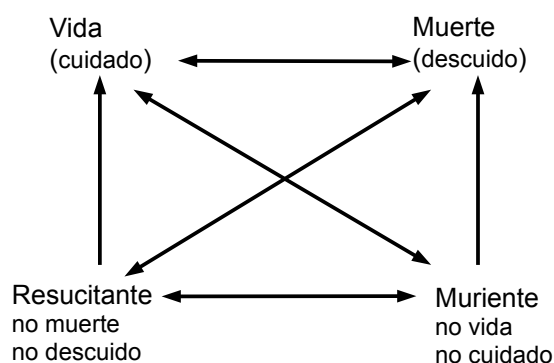 Vida
(cuidado)
Muerte
(descuido)
Resucitante
no muerte
no descuido
Muriente
no vida
no cuidado